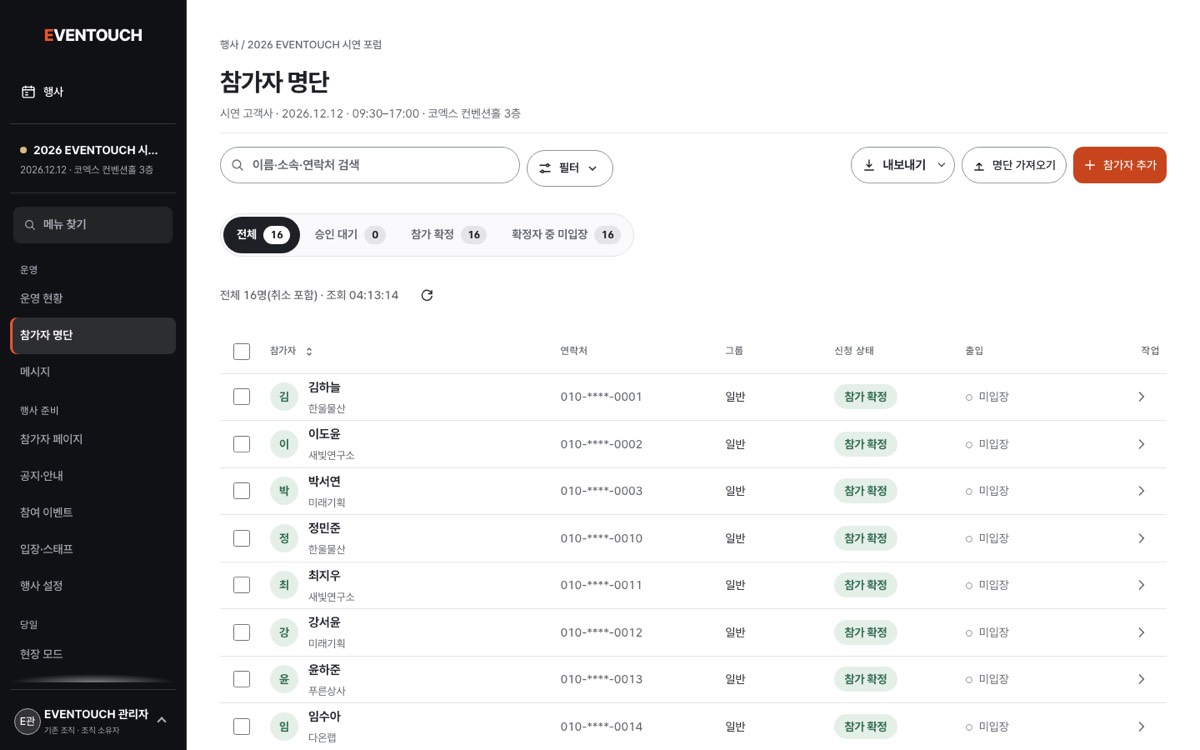 EVENTOUCH
행사
2026 EVENTOUCH 시...
2026.12.12 · 코엑스 컨벤션홀 3층
메뉴 찾기
운영
운영 현황
참가자 명단
메시지
행사 준비
참가자 페이지
공지·안내
참여 이벤트
입장·스태프
행사 설정
당일
현장 모드
E관
EVENTOUCH 관리자
기존 조직 · 조직 소유자
행사 / 2026 EVENTOUCH 시연 포럼
참가자 명단
시연 고객사 · 2026.12.12 · 09:30–17:00 · 코엑스 컨벤션홀 3층
이름·소속·연락처 검색 필터 내보내기 명단 가져오기 참가자 추가
전체 16 승인 대기 0 참가 확정 16 확정자 중 미입장 16
전체 16명(취소 포함) · 조회 04:13:14
참가자 연락처 그룹 신청 상태 출입 작업
김 김하늘 010-****-0001 일반 참가 확정 미입장
한울물산
이 이도윤 010-****-0002 일반 참가 확정 미입장
새빛연구소
박 박서연 010-****-0003 일반 참가 확정 미입장
미래기획
정 정민준 010-****-0010 일반 참가 확정 미입장
한울물산
최 최지우 010-****-0011 일반 참가 확정 미입장
새빛연구소
강 강서윤 010-****-0012 일반 참가 확정 미입장
미래기획
윤 윤하준 010-****-0013 일반 참가 확정 미입장
푸른상사
임 임수아 010-****-0014 일반 참가 확정 미입장
다온랩